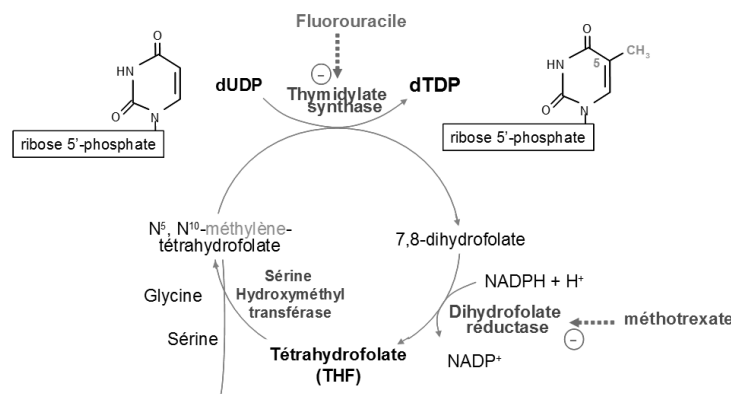 Fluorouracile
O
HN
O
N
ribose 5'-phosphate
dUDP
−
Thymidylate
synthase
dTDP
O
5
CH₃
HN
O
N
ribose 5'-phosphate
N⁵, N¹⁰-méthylène-
tétrahydrofolate
7,8-dihydrofolate
Glycine
Sérine
Hydroxyméthyl
transférase
NADPH + H⁺
Sérine
Dihydrofolate
réductase
méthotrexate
−
Tétrahydrofolate
(THF)
NADP⁺